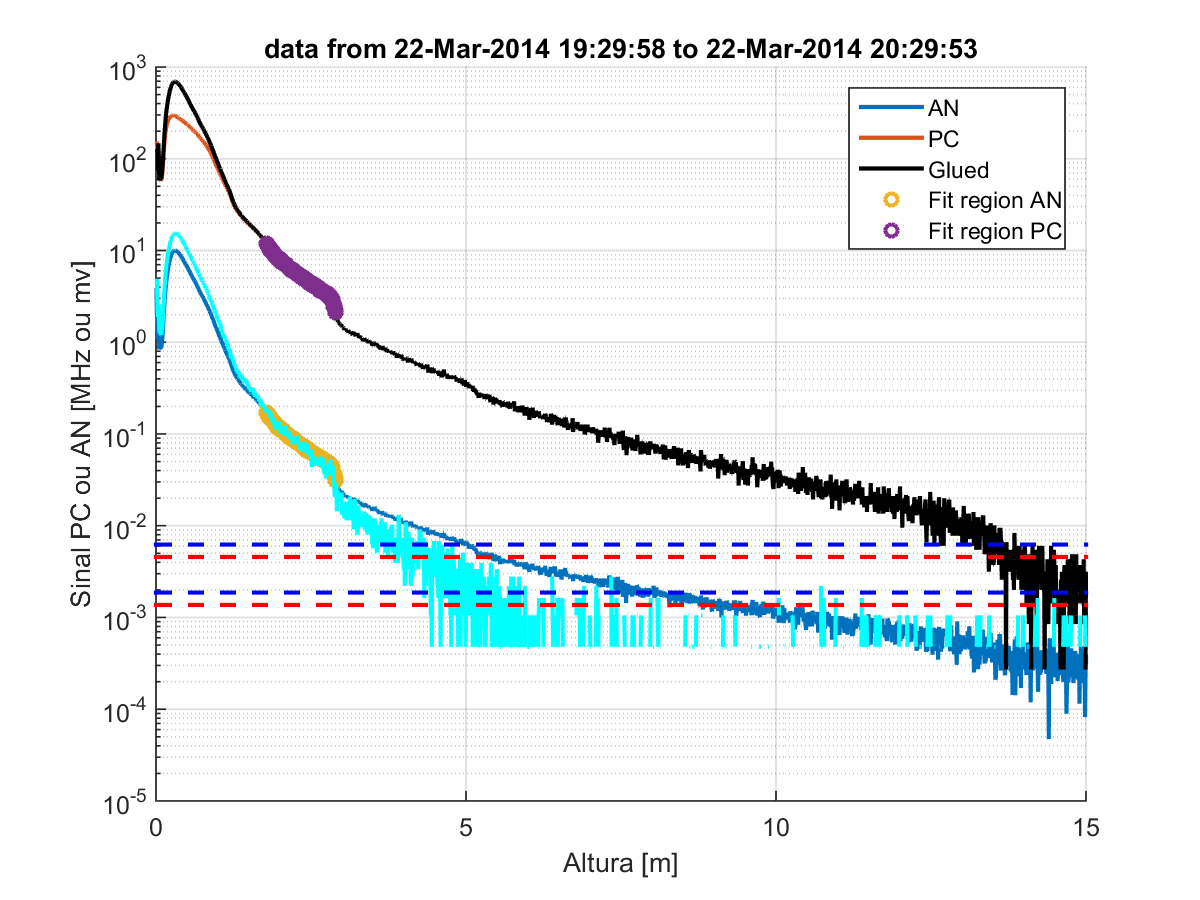 data from 22-Mar-2014 19:29:58 to 22-Mar-2014 20:29:53
AN
PC
Glued
Fit region AN
Fit region PC
Sinal PC ou AN [MHz ou mv]
10^3
10^2
10^1
10^0
10^-1
10^-2
10^-3
10^-4
10^-5
0 5 10 15
Altura [m]